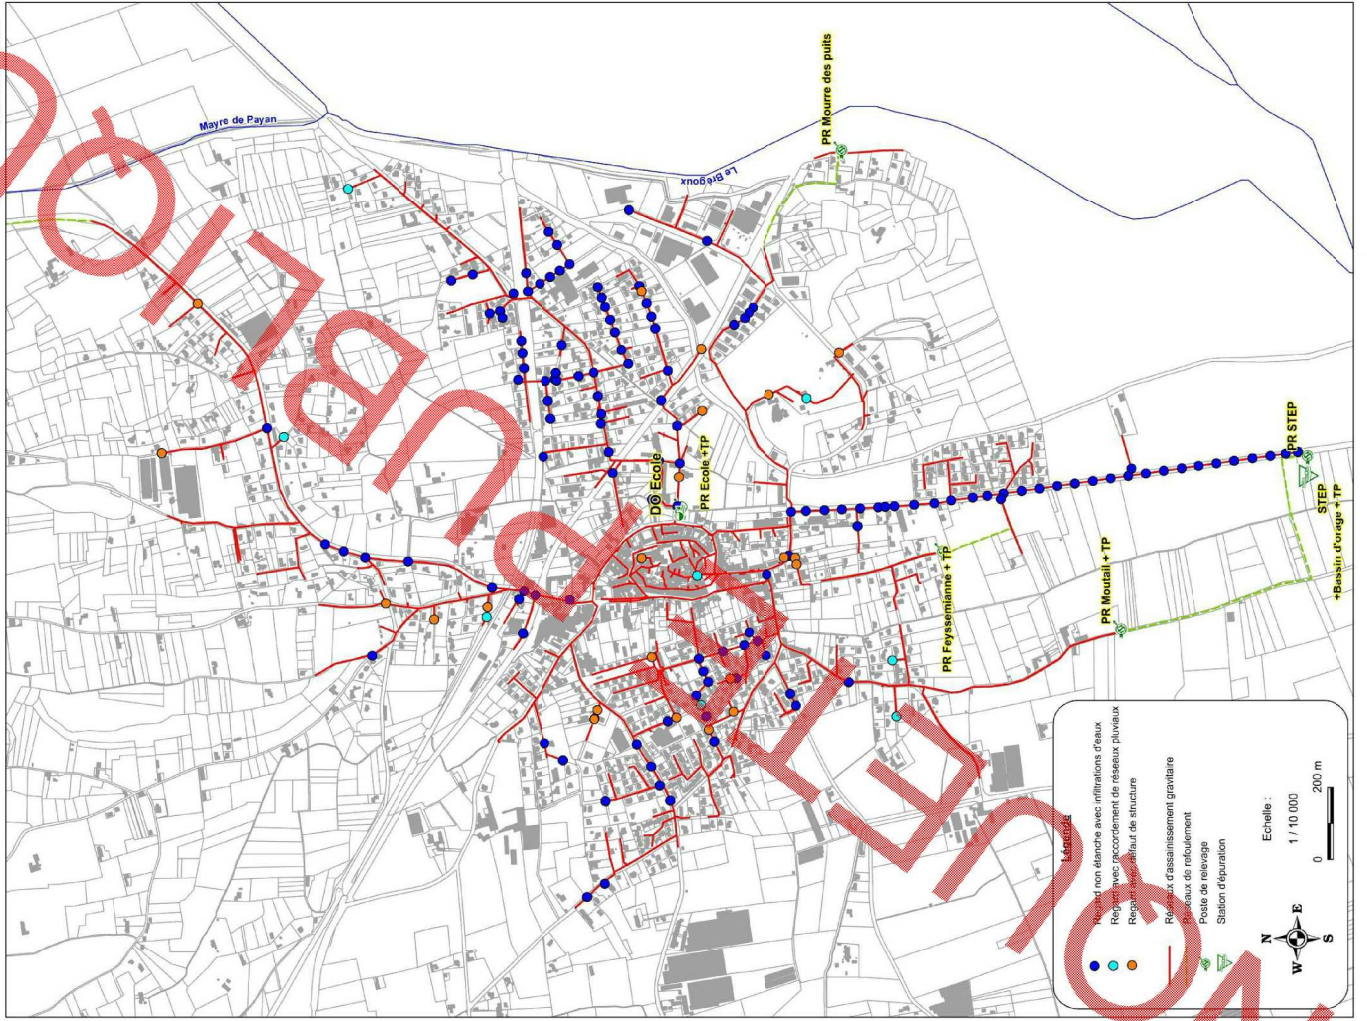 Mayre de Payan
PR Mourre des puits
Le Brégoux
DO Ecole
PR Ecole +TP
PR Feyssemianne + TP
PR Moutail + TP
PR STEP
STEP
+Bassin d'orage + TP
Légende
Regard non étanche avec infiltrations d'eaux
Regard avec raccordement de réseaux pluviaux
Regard avec défaut de structure
Réseaux d'assainissement gravitaire
Réseaux de refoulement
Poste de relevage
Station d'épuration
Echelle :
1 / 10 000
0 200 m
N
W E
S
NQUETE PUBLIQU